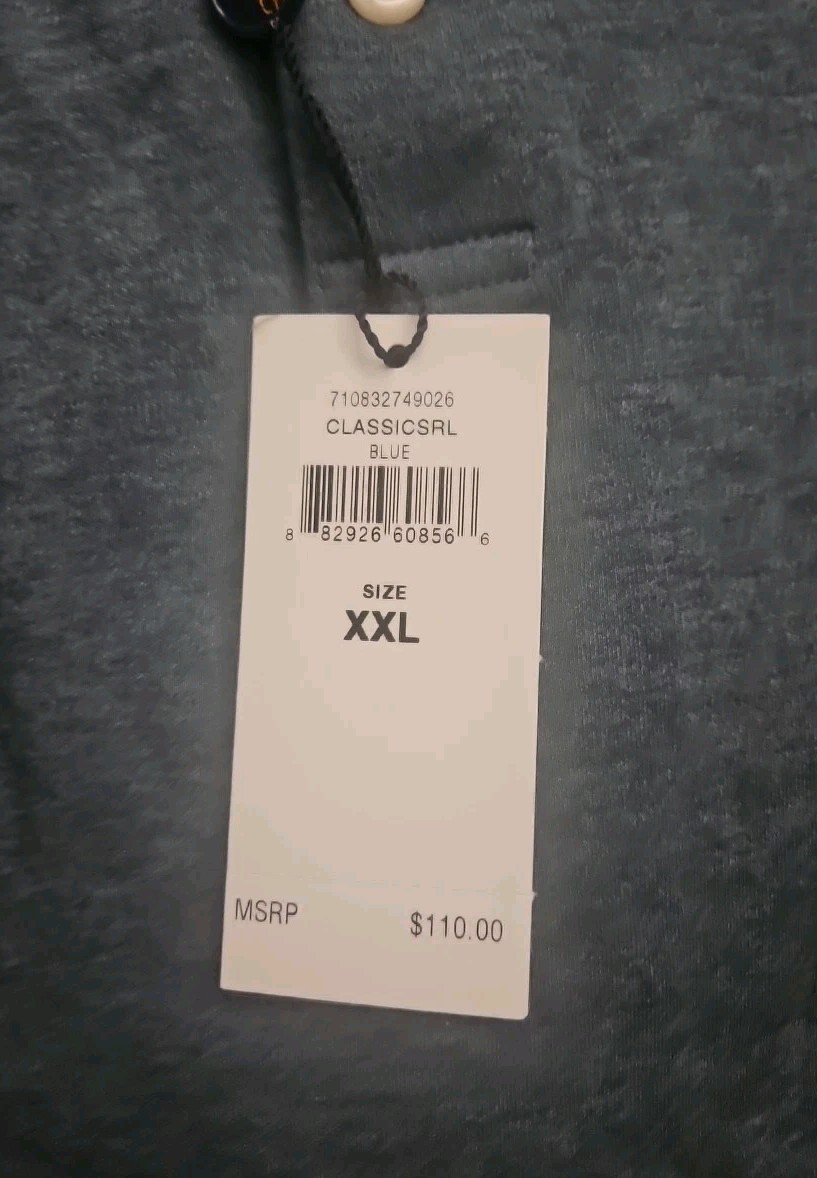 710832749026
CLASSICSRL
BLUE
8 82926 60856 6
SIZE
XXL
MSRP $110.00